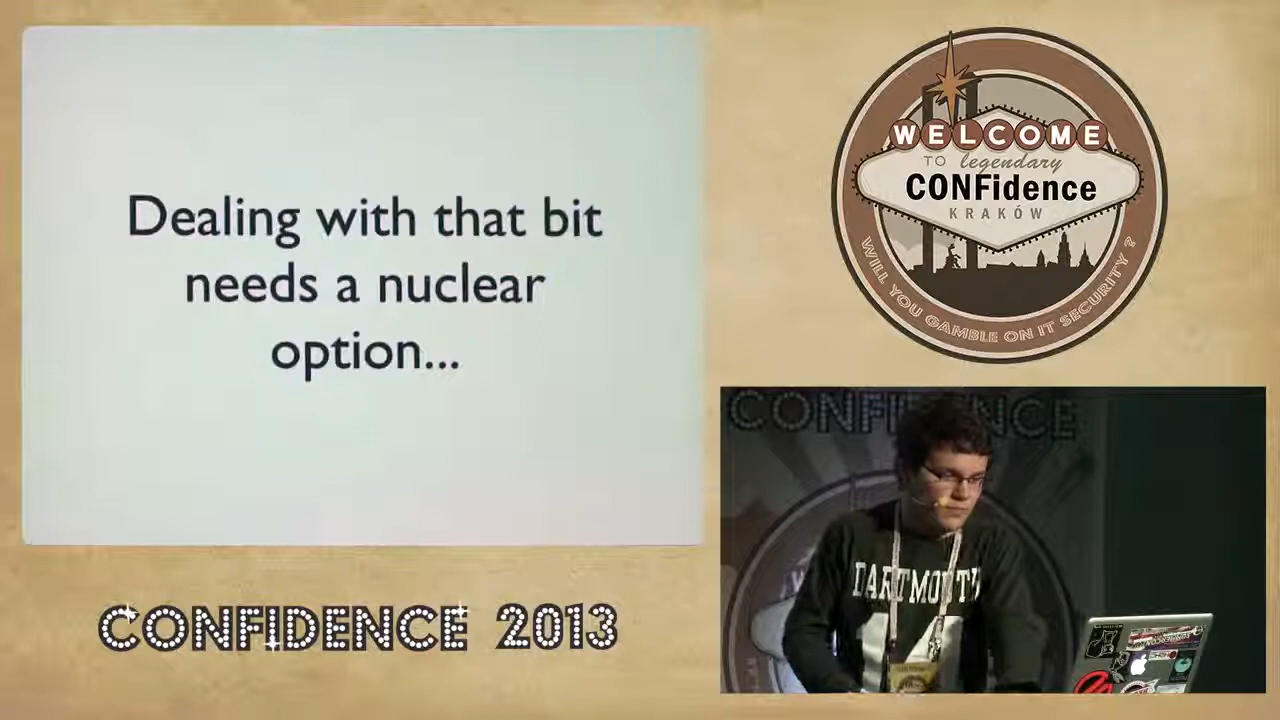 Dealing with that bit
needs a nuclear
option...
WELCOME
TO legendary
CONFidence
KRAKÓW
WILL YOU GAMBLE ON IT SECURITY ?
CONFIDENCE
DARTMOUTH
CONFIDENCE 2013